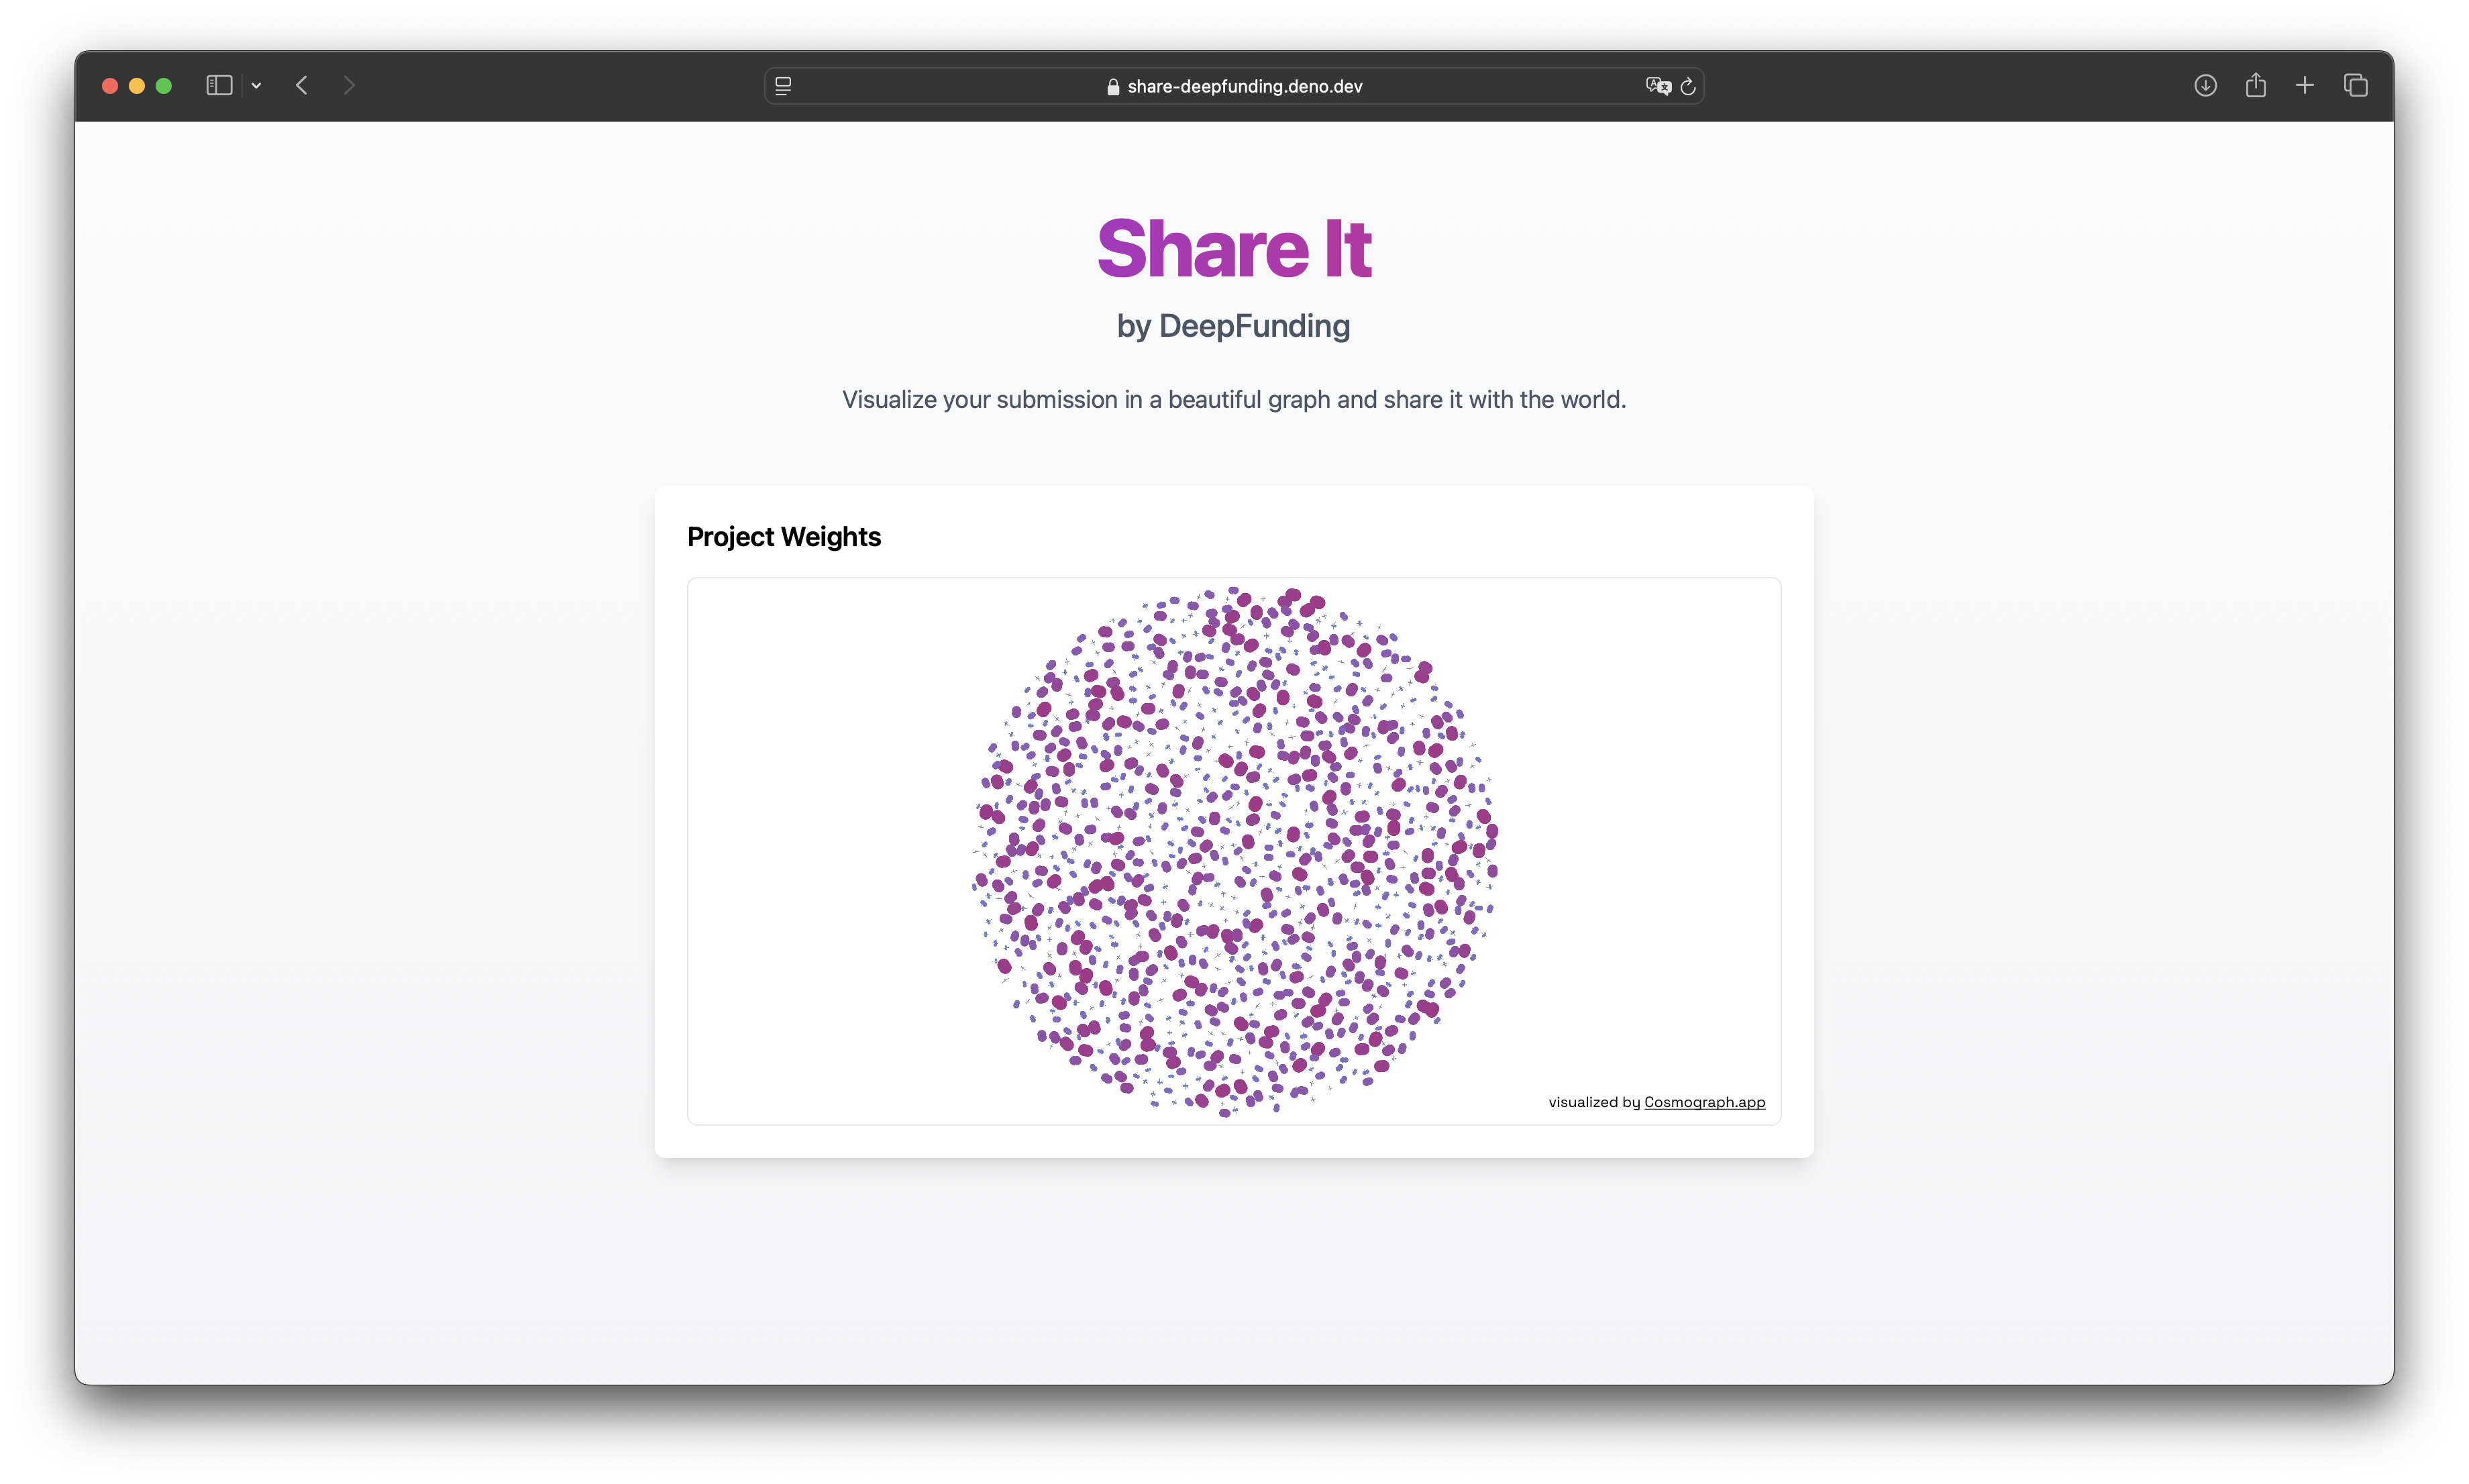 share-deepfunding.deno.dev
Share It
by DeepFunding
Visualize your submission in a beautiful graph and share it with the world.
Project Weights
visualized by Cosmograph.app